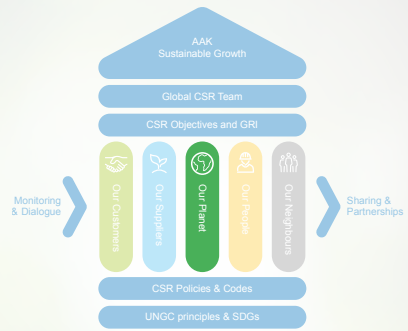 AAK
Sustainable Growth
Global CSR Team
CSR Objectives and GRI
Monitoring
& Dialogue
Our Customers
Our Suppliers
Our Planet
Our People
Our Neighbours
Sharing &
Partnerships
CSR Policies & Codes
UNGC principles & SDGs